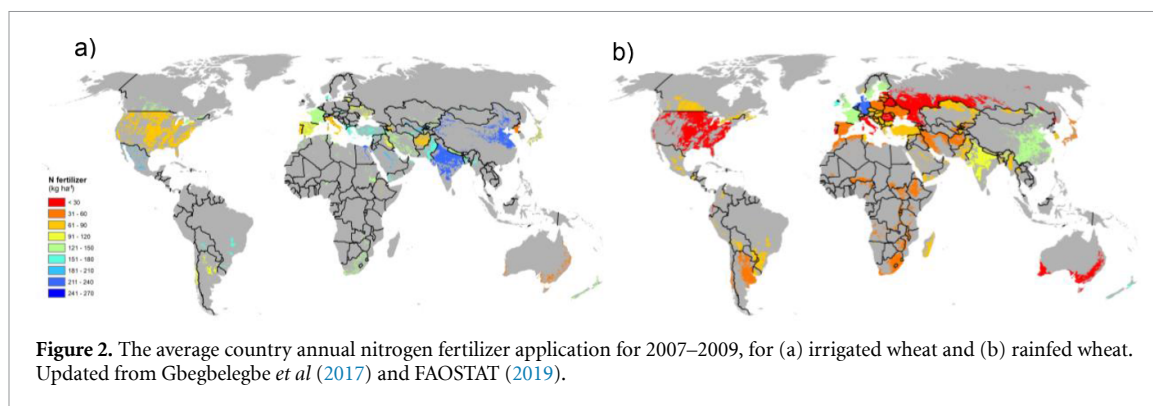 a)
b)
N fertilizer
(kg ha⁻¹)
< 30
31 - 60
61 - 90
91 - 120
121 - 150
151 - 180
181 - 210
211 - 240
241 - 270
Figure 2. The average country annual nitrogen fertilizer application for 2007–2009, for (a) irrigated wheat and (b) rainfed wheat.
Updated from Gbegbelegbe et al (2017) and FAOSTAT (2019).